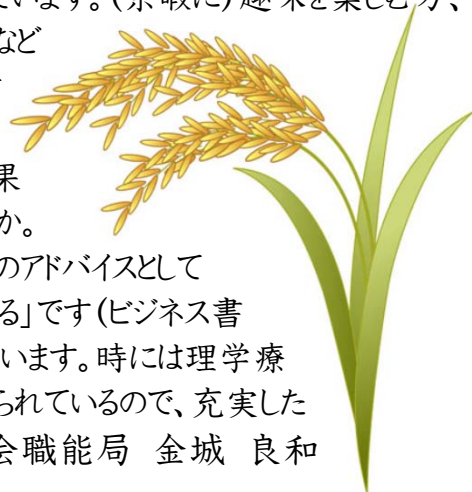 ています。(余暇に)趣味を楽しむ方、
など
果
か。
のアドバイスとして
る」です(ビジネス書
います。時には理学療
られているので、充実した
会職能局 金城 良和